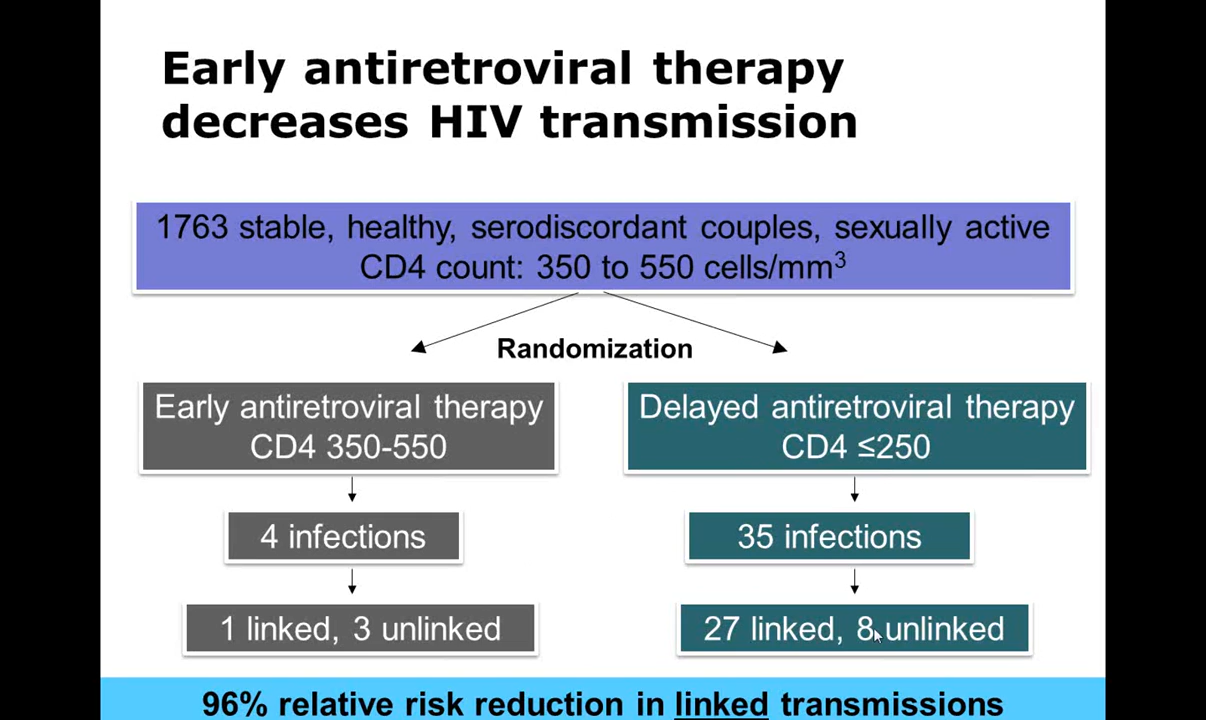 Early antiretroviral therapy
decreases HIV transmission
1763 stable, healthy, serodiscordant couples, sexually active
CD4 count: 350 to 550 cells/mm³
Randomization
Early antiretroviral therapy
CD4 350-550
Delayed antiretroviral therapy
CD4 ≤250
4 infections
35 infections
1 linked, 3 unlinked
27 linked, 8 unlinked
96% relative risk reduction in linked transmissions